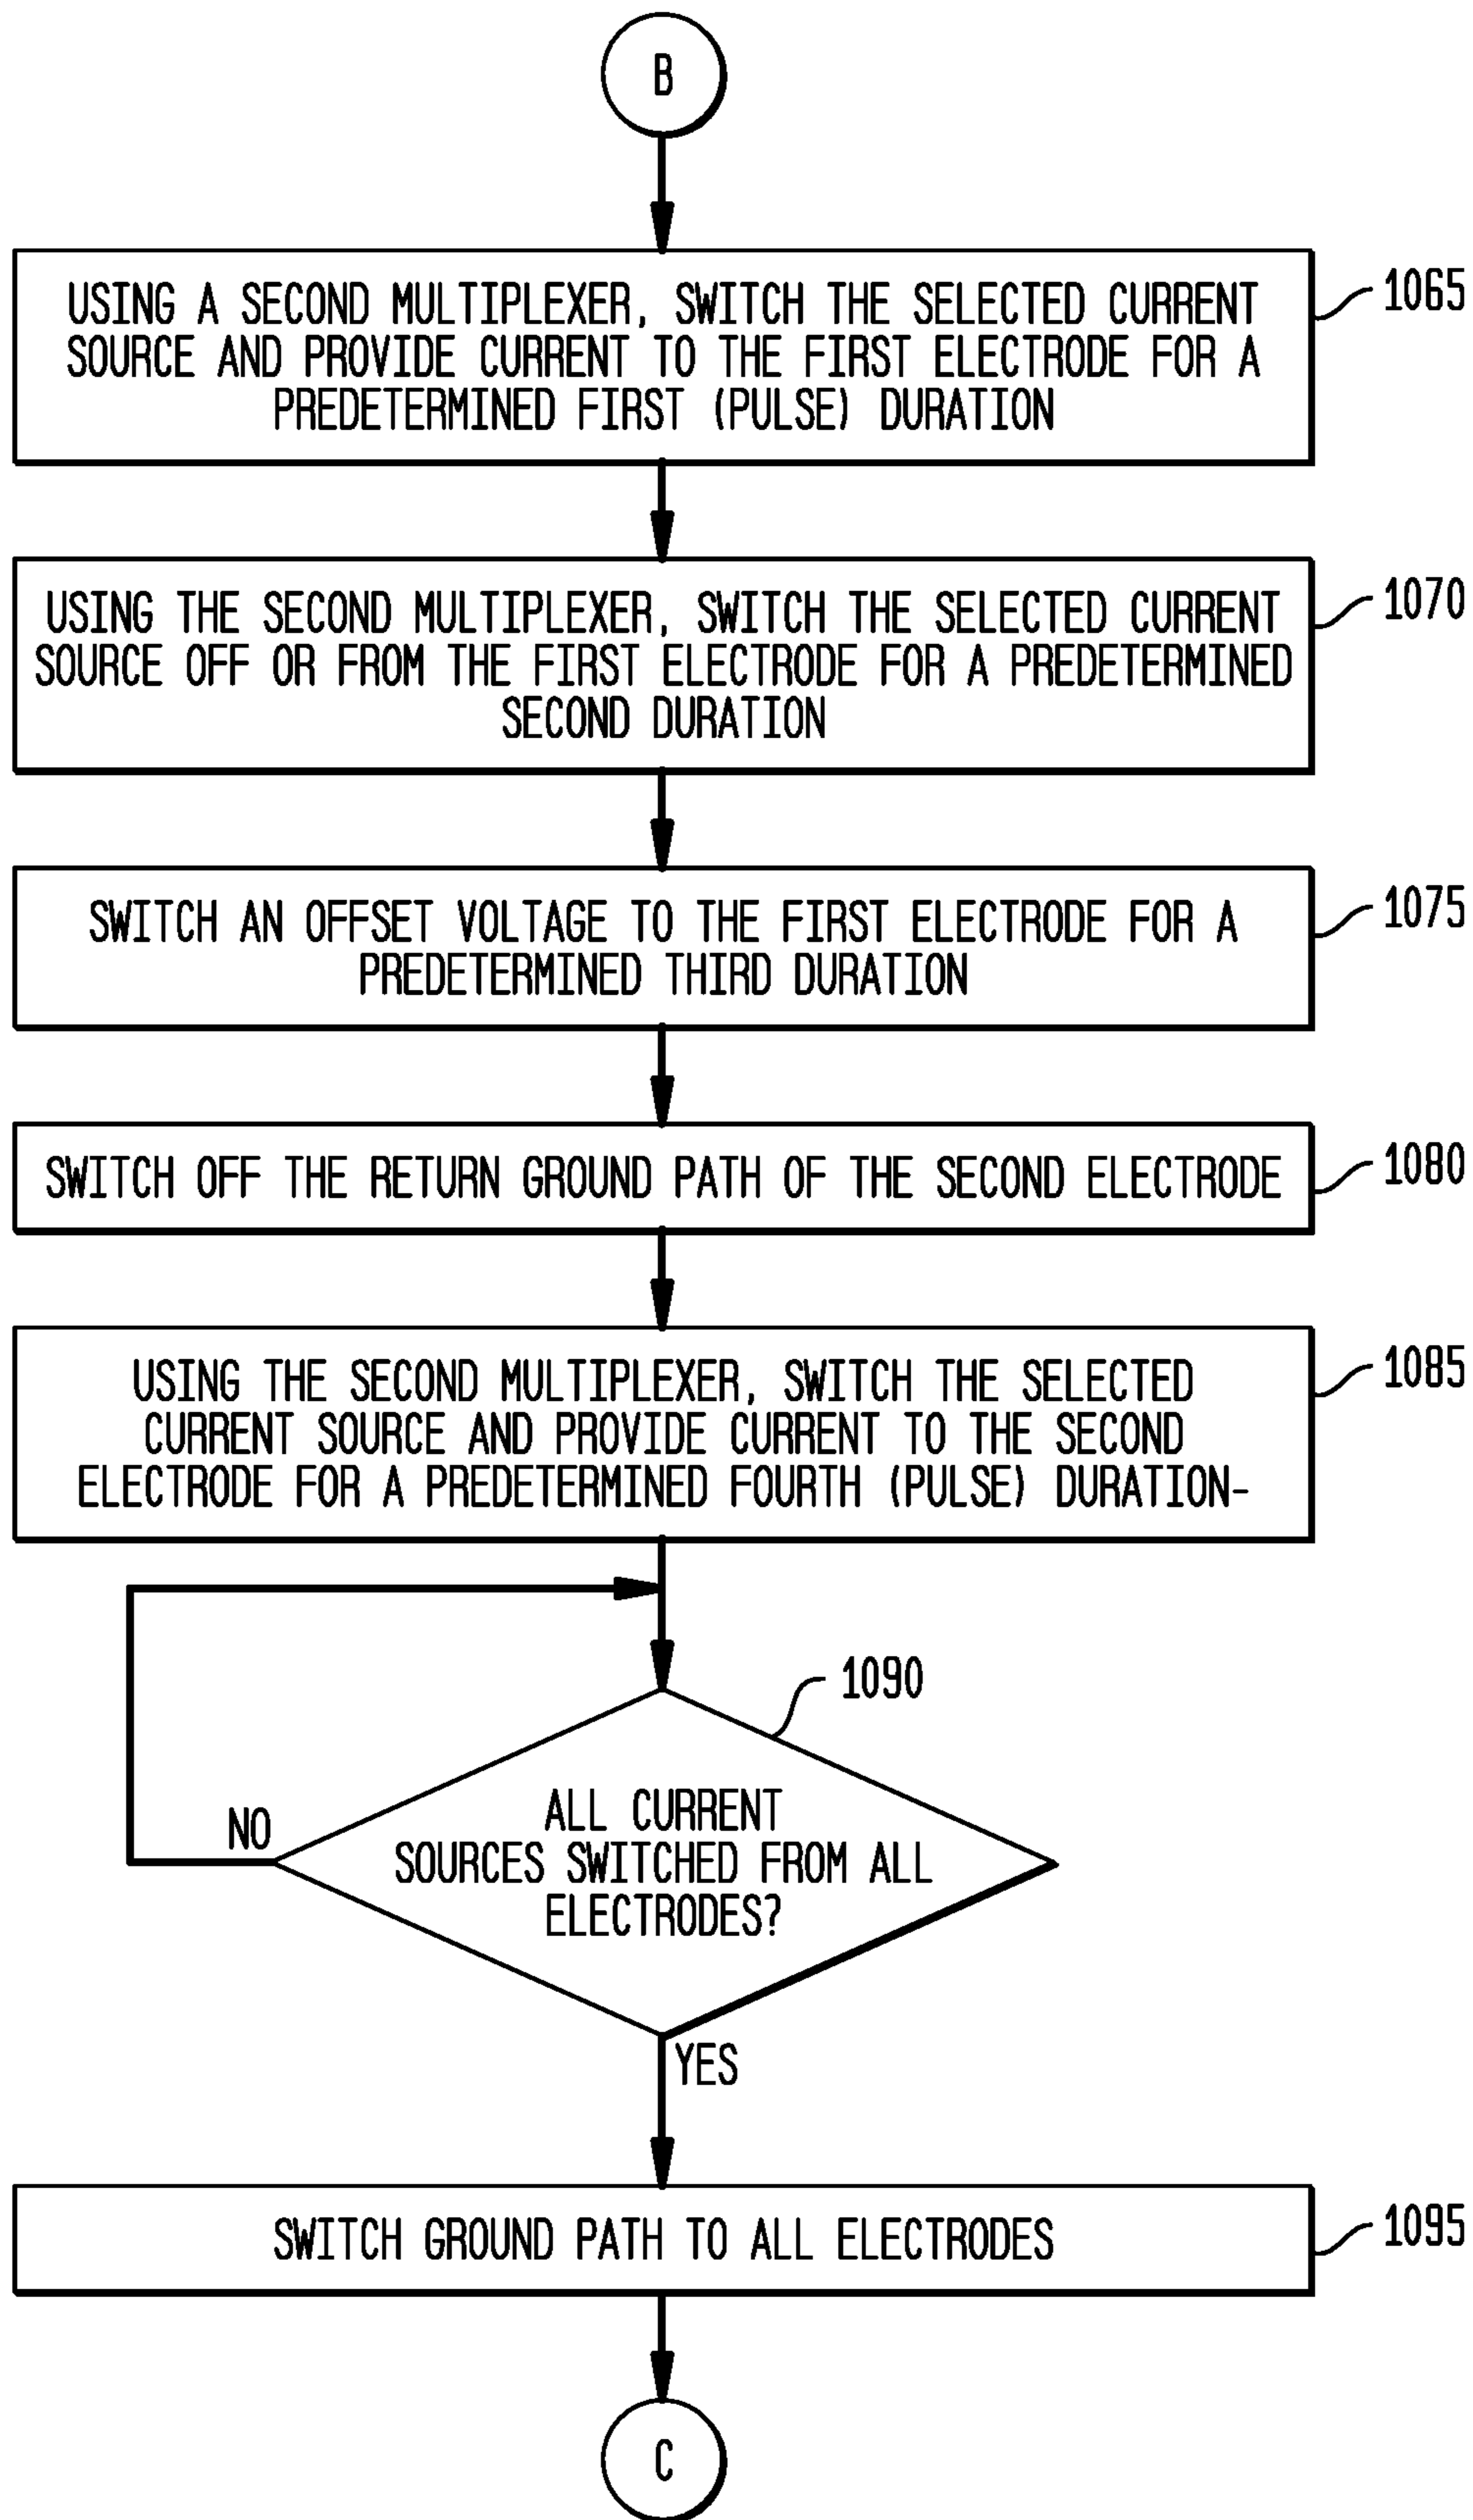 B
USING A SECOND MULTIPLEXER, SWITCH THE SELECTED CURRENT
SOURCE AND PROVIDE CURRENT TO THE FIRST ELECTRODE FOR A
PREDETERMINED FIRST (PULSE) DURATION
1065
USING THE SECOND MULTIPLEXER, SWITCH THE SELECTED CURRENT
SOURCE OFF OR FROM THE FIRST ELECTRODE FOR A PREDETERMINED
SECOND DURATION
1070
SWITCH AN OFFSET VOLTAGE TO THE FIRST ELECTRODE FOR A
PREDETERMINED THIRD DURATION
1075
SWITCH OFF THE RETURN GROUND PATH OF THE SECOND ELECTRODE
1080
USING THE SECOND MULTIPLEXER, SWITCH THE SELECTED
CURRENT SOURCE AND PROVIDE CURRENT TO THE SECOND
ELECTRODE FOR A PREDETERMINED FOURTH (PULSE) DURATION-
1085
1090
ALL CURRENT
SOURCES SWITCHED FROM ALL
ELECTRODES?
NO
YES
SWITCH GROUND PATH TO ALL ELECTRODES
1095
C